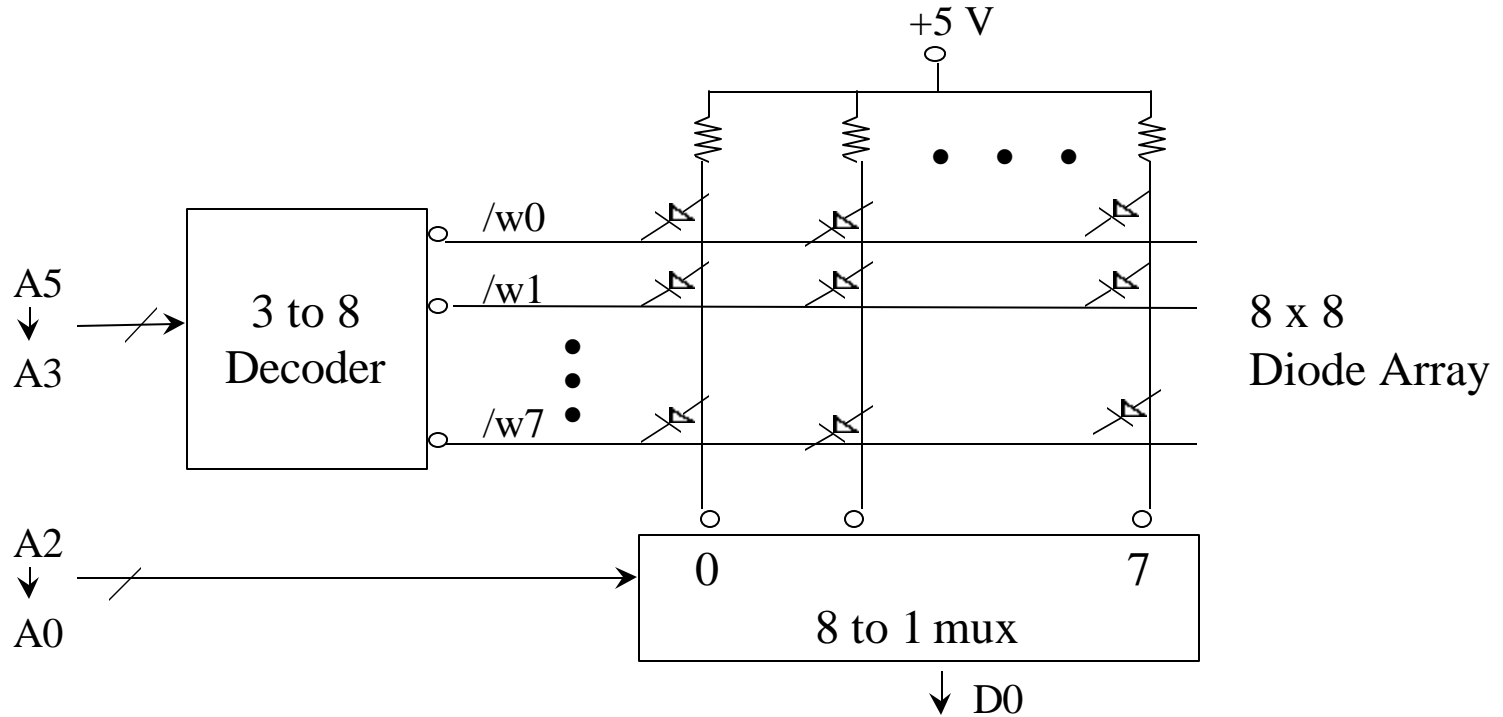 +5 V
/w0
A5
A3
3 to 8
Decoder
/w1
8 x 8
Diode Array
/w7
A2
A0
0
7
8 to 1 mux
D0